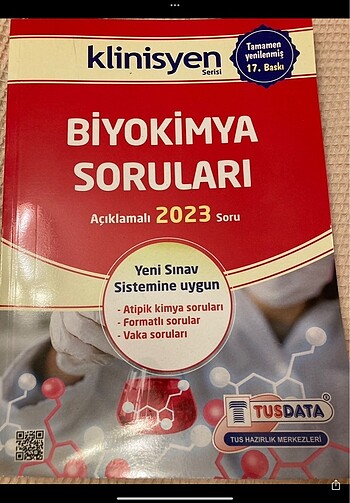 klinisyen
Serisi
Tamamen
yenilenmiş
17. Baskı
BİYOKİMYA
SORULARI
Açıklamalı 2023 Soru
Yeni Sınav
Sistemine uygun
- Atipik kimya soruları
- Formatlı sorular
- Vaka soruları
TUSDATA
TUS HAZIRLIK MERKEZLERİ